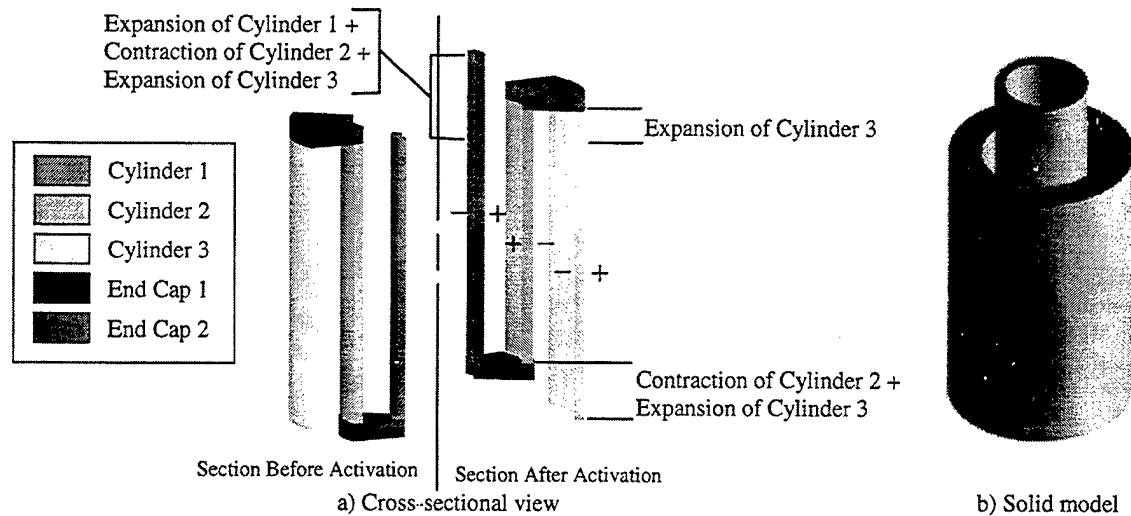 Expansion of Cylinder 1 +
Contraction of Cylinder 2 +
Expansion of Cylinder 3
Expansion of Cylinder 3
Cylinder 1
Cylinder 2
Cylinder 3
End Cap 1
End Cap 2
− +
+ −
− +
Contraction of Cylinder 2 +
Expansion of Cylinder 3
Section Before Activation
Section After Activation
a) Cross-sectional view
b) Solid model